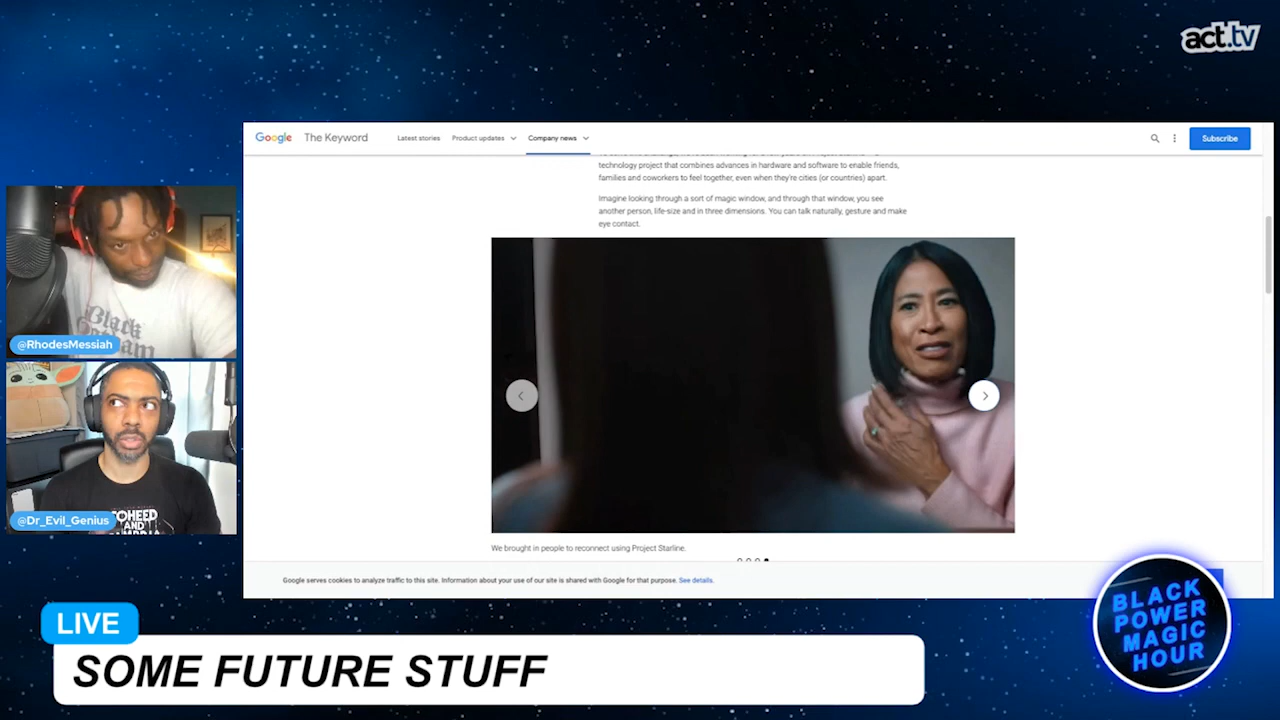 act.tv
Google The Keyword Latest stories Product updates Company news Subscribe
technology project that combines advances in hardware and software to enable friends,
families and coworkers to feel together, even when they're cities (or countries) apart.
Imagine looking through a sort of magic window, and through that window, you see
another person, life-size and in three dimensions. You can talk naturally, gesture and make
eye contact.
Black
@RhodesMessiah
We brought in people to reconnect using Project Starline.
@Dr_Evil_Genius
AND
Google serves cookies to analyze traffic to this site. Information about your use of our site is shared with Google for that purpose. See details.
LIVE
SOME FUTURE STUFF
BLACK
POWER
MAGIC
HOUR